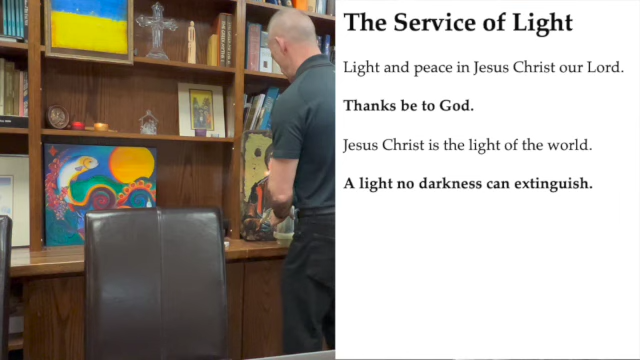 The Service of Light
Light and peace in Jesus Christ our Lord.
Thanks be to God.
Jesus Christ is the light of the world.
A light no darkness can extinguish.